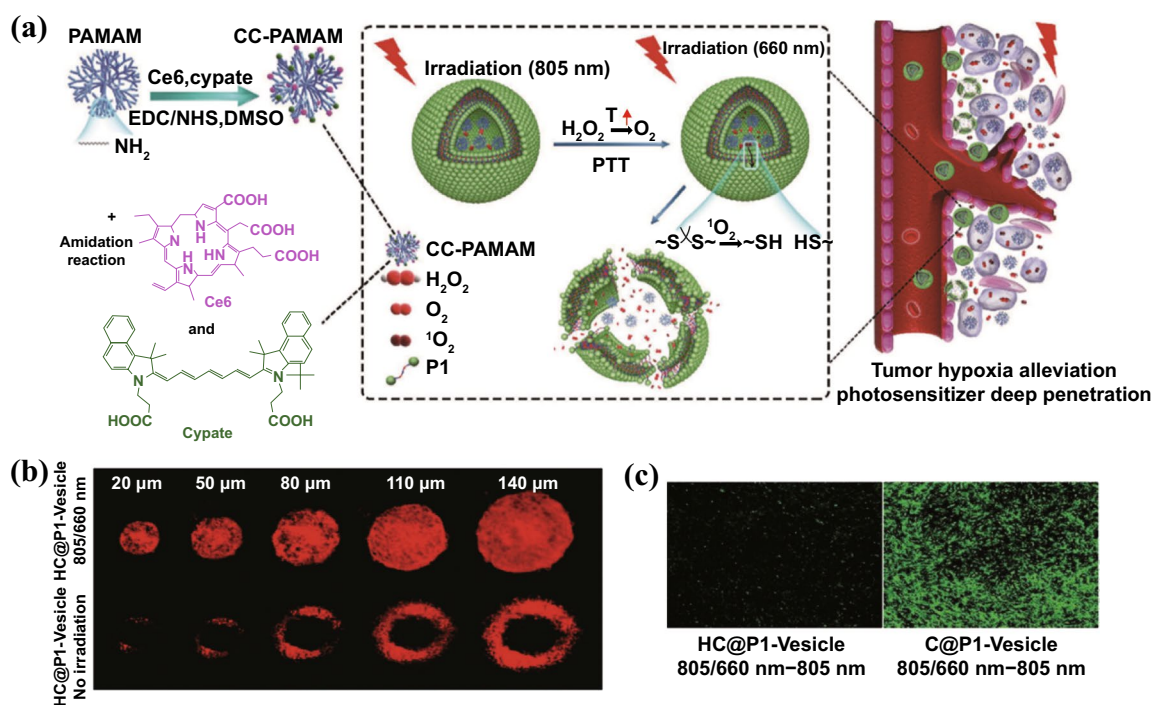 (a)
PAMAM
CC-PAMAM
Ce6,cypate
EDC/NHS,DMSO
NH2
+
Amidation
reaction
COOH
COOH
COOH
N
N
H
NH
H
N
HN
Ce6
and
N
N+
HOOC
COOH
Cypate
Irradiation (805 nm)
Irradiation (660 nm)
T
H2O2→O2
PTT
1O2
~S S~→~SH HS~
CC-PAMAM
H2O2
O2
1O2
P1
Tumor hypoxia alleviation
photosensitizer deep penetration
(b)
20 μm
50 μm
80 μm
110 μm
140 μm
HC@P1-Vesicle
805/660 nm
HC@P1-Vesicle
No irradiation
(c)
HC@P1-Vesicle
805/660 nm−805 nm
C@P1-Vesicle
805/660 nm−805 nm